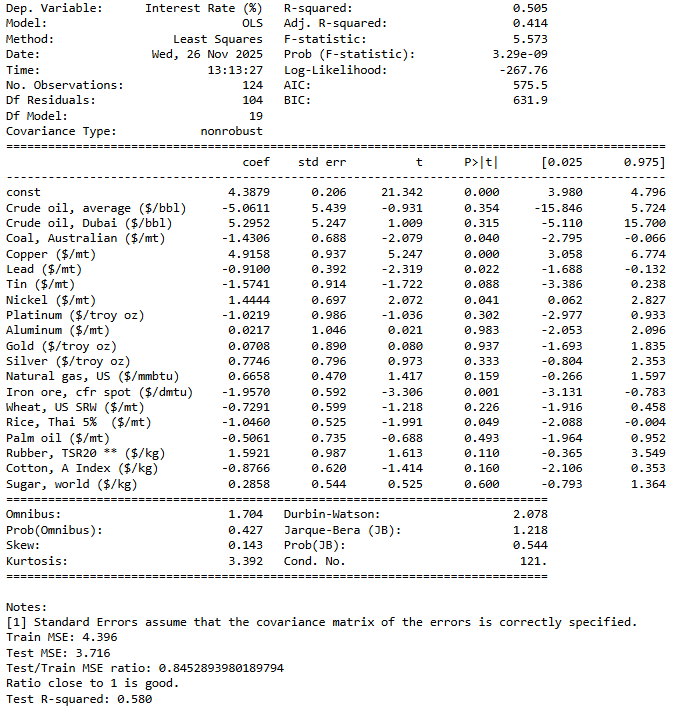 Dep. Variable: Interest Rate (%) R-squared: 0.505
Model: OLS Adj. R-squared: 0.414
Method: Least Squares F-statistic: 5.573
Date: Wed, 26 Nov 2025 Prob (F-statistic): 3.29e-09
Time: 13:13:27 Log-Likelihood: -267.76
No. Observations: 124 AIC: 575.5
Df Residuals: 104 BIC: 631.9
Df Model: 19
Covariance Type: nonrobust
==============================================================================================
coef std err t P>|t| [0.025 0.975]
----------------------------------------------------------------------------------------------
const 4.3879 0.206 21.342 0.000 3.980 4.796
Crude oil, average ($/bbl) -5.0611 5.439 -0.931 0.354 -15.846 5.724
Crude oil, Dubai ($/bbl) 5.2952 5.247 1.009 0.315 -5.110 15.700
Coal, Australian ($/mt) -1.4306 0.688 -2.079 0.040 -2.795 -0.066
Copper ($/mt) 4.9158 0.937 5.247 0.000 3.058 6.774
Lead ($/mt) -0.9100 0.392 -2.319 0.022 -1.688 -0.132
Tin ($/mt) -1.5741 0.914 -1.722 0.088 -3.386 0.238
Nickel ($/mt) 1.4444 0.697 2.072 0.041 0.062 2.827
Platinum ($/troy oz) -1.0219 0.986 -1.036 0.302 -2.977 0.933
Aluminum ($/mt) 0.0217 1.046 0.021 0.983 -2.053 2.096
Gold ($/troy oz) 0.0708 0.890 0.080 0.937 -1.693 1.835
Silver ($/troy oz) 0.7746 0.796 0.973 0.333 -0.804 2.353
Natural gas, US ($/mmbtu) 0.6658 0.470 1.417 0.159 -0.266 1.597
Iron ore, cfr spot ($/dmtu) -1.9570 0.592 -3.306 0.001 -3.131 -0.783
Wheat, US SRW ($/mt) -0.7291 0.599 -1.218 0.226 -1.916 0.458
Rice, Thai 5% ($/mt) -1.0460 0.525 -1.991 0.049 -2.088 -0.004
Palm oil ($/mt) -0.5061 0.735 -0.688 0.493 -1.964 0.952
Rubber, TSR20 ** ($/kg) 1.5921 0.987 1.613 0.110 -0.365 3.549
Cotton, A Index ($/kg) -0.8766 0.620 -1.414 0.160 -2.106 0.353
Sugar, world ($/kg) 0.2858 0.544 0.525 0.600 -0.793 1.364
==============================================================================
Omnibus: 1.704 Durbin-Watson: 2.078
Prob(Omnibus): 0.427 Jarque-Bera (JB): 1.218
Skew: 0.143 Prob(JB): 0.544
Kurtosis: 3.392 Cond. No. 121.
==============================================================================
Notes:
[1] Standard Errors assume that the covariance matrix of the errors is correctly specified.
Train MSE: 4.396
Test MSE: 3.716
Test/Train MSE ratio: 0.8452893980189794
Ratio close to 1 is good.
Test R-squared: 0.580